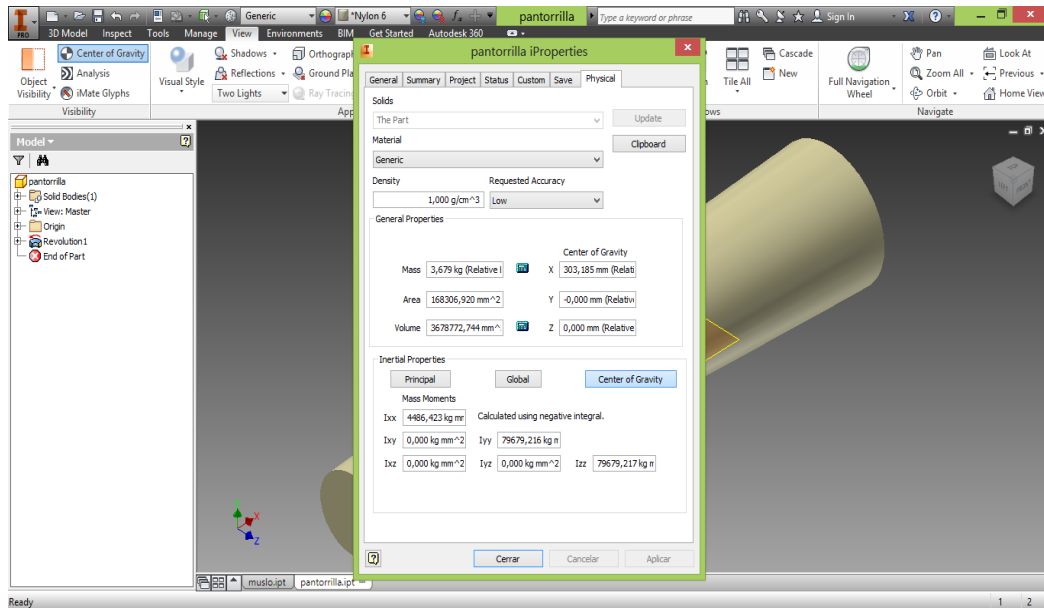 PRO
Generic
*Nylon 6
pantorrilla
Type a keyword or phrase
Sign In
3D Model Inspect Tools Manage View Environments BIM Get Started Autodesk 360
Object Visibility
Center of Gravity
Analysis
iMate Glyphs
Visibility
Visual Style
Shadows
Reflections
Two Lights
Ray Tracing
Tile All
Cascade
New
Full Navigation Wheel
Pan
Zoom All
Orbit
Look At
Previous
Home View
Navigate
Model
pantorrilla
Solid Bodies(1)
View: Master
Origin
Revolution1
End of Part
pantorrilla iProperties
General Summary Project Status Custom Save Physical
Solids
The Part
Update
Material
Clipboard
Generic
Density Requested Accuracy
1,000 g/cm^3 Low
General Properties
Center of Gravity
Mass 3,679 kg (Relative X 303,185 mm (Relati
Area 168306,920 mm^2 Y -0,000 mm (Relativ
Volume 3678772,744 mm^ Z 0,000 mm (Relative
Inertial Properties
Principal Global Center of Gravity
Mass Moments
Ixx 4486,423 kg mr Calculated using negative integral.
Ixy 0,000 kg mm^2 Iyy 79679,216 kg
Ixz 0,000 kg mm^2 Iyz 0,000 kg mm^2 Izz 79679,217 kg
Cerrar Cancelar Aplicar
X
Z
FRONT
muslo.ipt pantorrilla.ipt
Ready
1 2